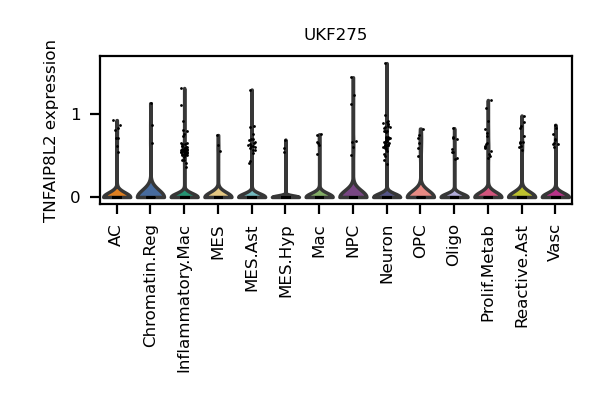 UKF275
TNFAIP8L2 expression
1
0
AC
Chromatin.Reg
Inflammatory.Mac
MES
MES.Ast
MES.Hyp
Mac
NPC
Neuron
OPC
Oligo
Prolif.Metab
Reactive.Ast
Vasc